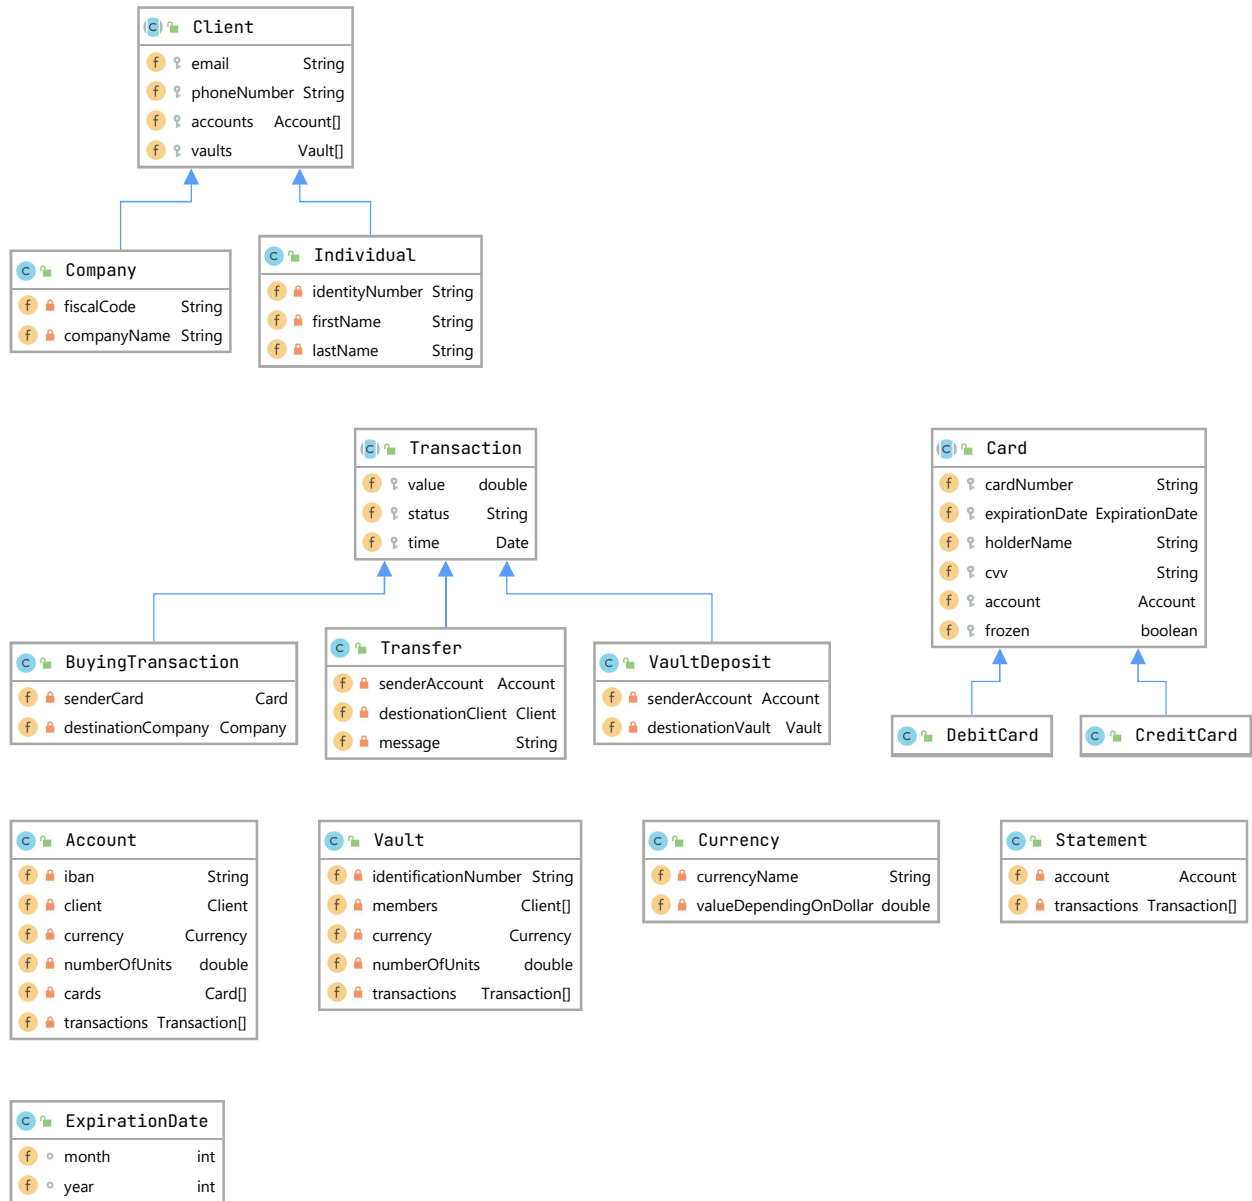 Client
email String
phoneNumber String
accounts Account[]
vaults Vault[]
Company
fiscalCode String
companyName String
Individual
identityNumber String
firstName String
lastName String
Transaction
value double
status String
time Date
Card
cardNumber String
expirationDate ExpirationDate
holderName String
cvv String
account Account
frozen boolean
BuyingTransaction
senderCard Card
destinationCompany Company
Transfer
senderAccount Account
destionationClient Client
message String
VaultDeposit
senderAccount Account
destionationVault Vault
DebitCard
CreditCard
Account
iban String
client Client
currency Currency
numberOfUnits double
cards Card[]
transactions Transaction[]
Vault
identificationNumber String
members Client[]
currency Currency
numberOfUnits double
transactions Transaction[]
Currency
currencyName String
valueDependingOnDollar double
Statement
account Account
transactions Transaction[]
ExpirationDate
month int
year int